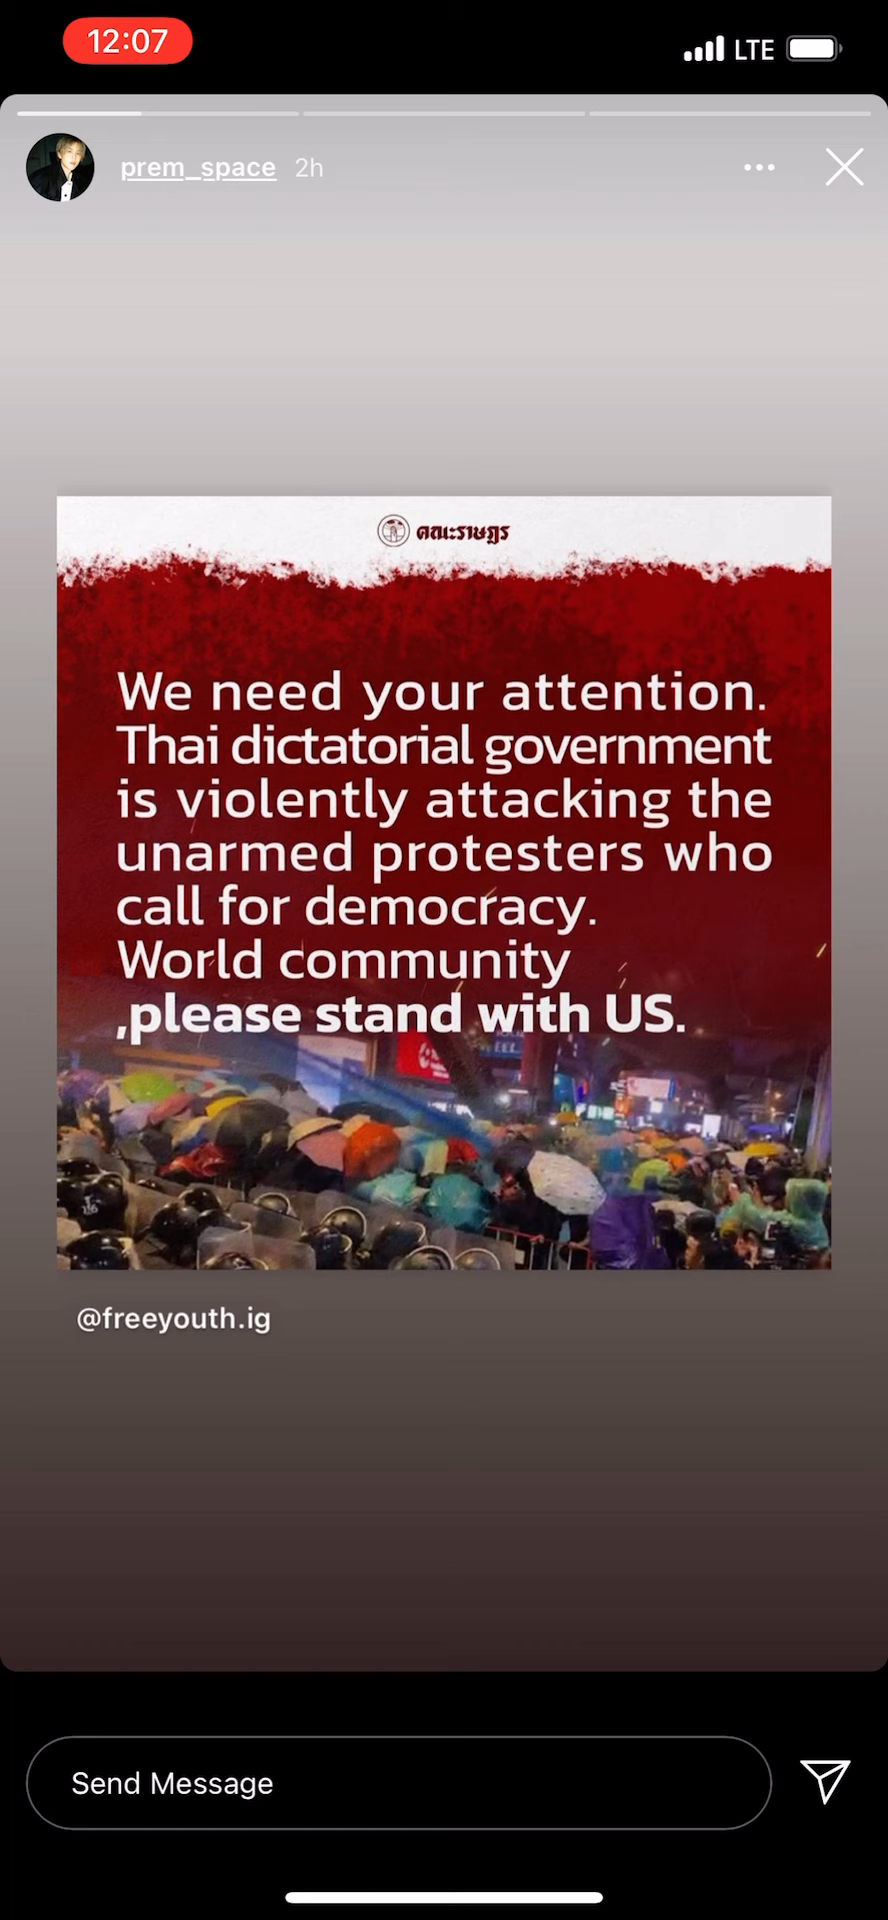 12:07
LTE
prem_space 2h
คณะราษฎร
We need your attention.
Thai dictatorial government
is violently attacking the
unarmed protesters who
call for democracy.
World community
,please stand with US.
@freeyouth.ig
Send Message